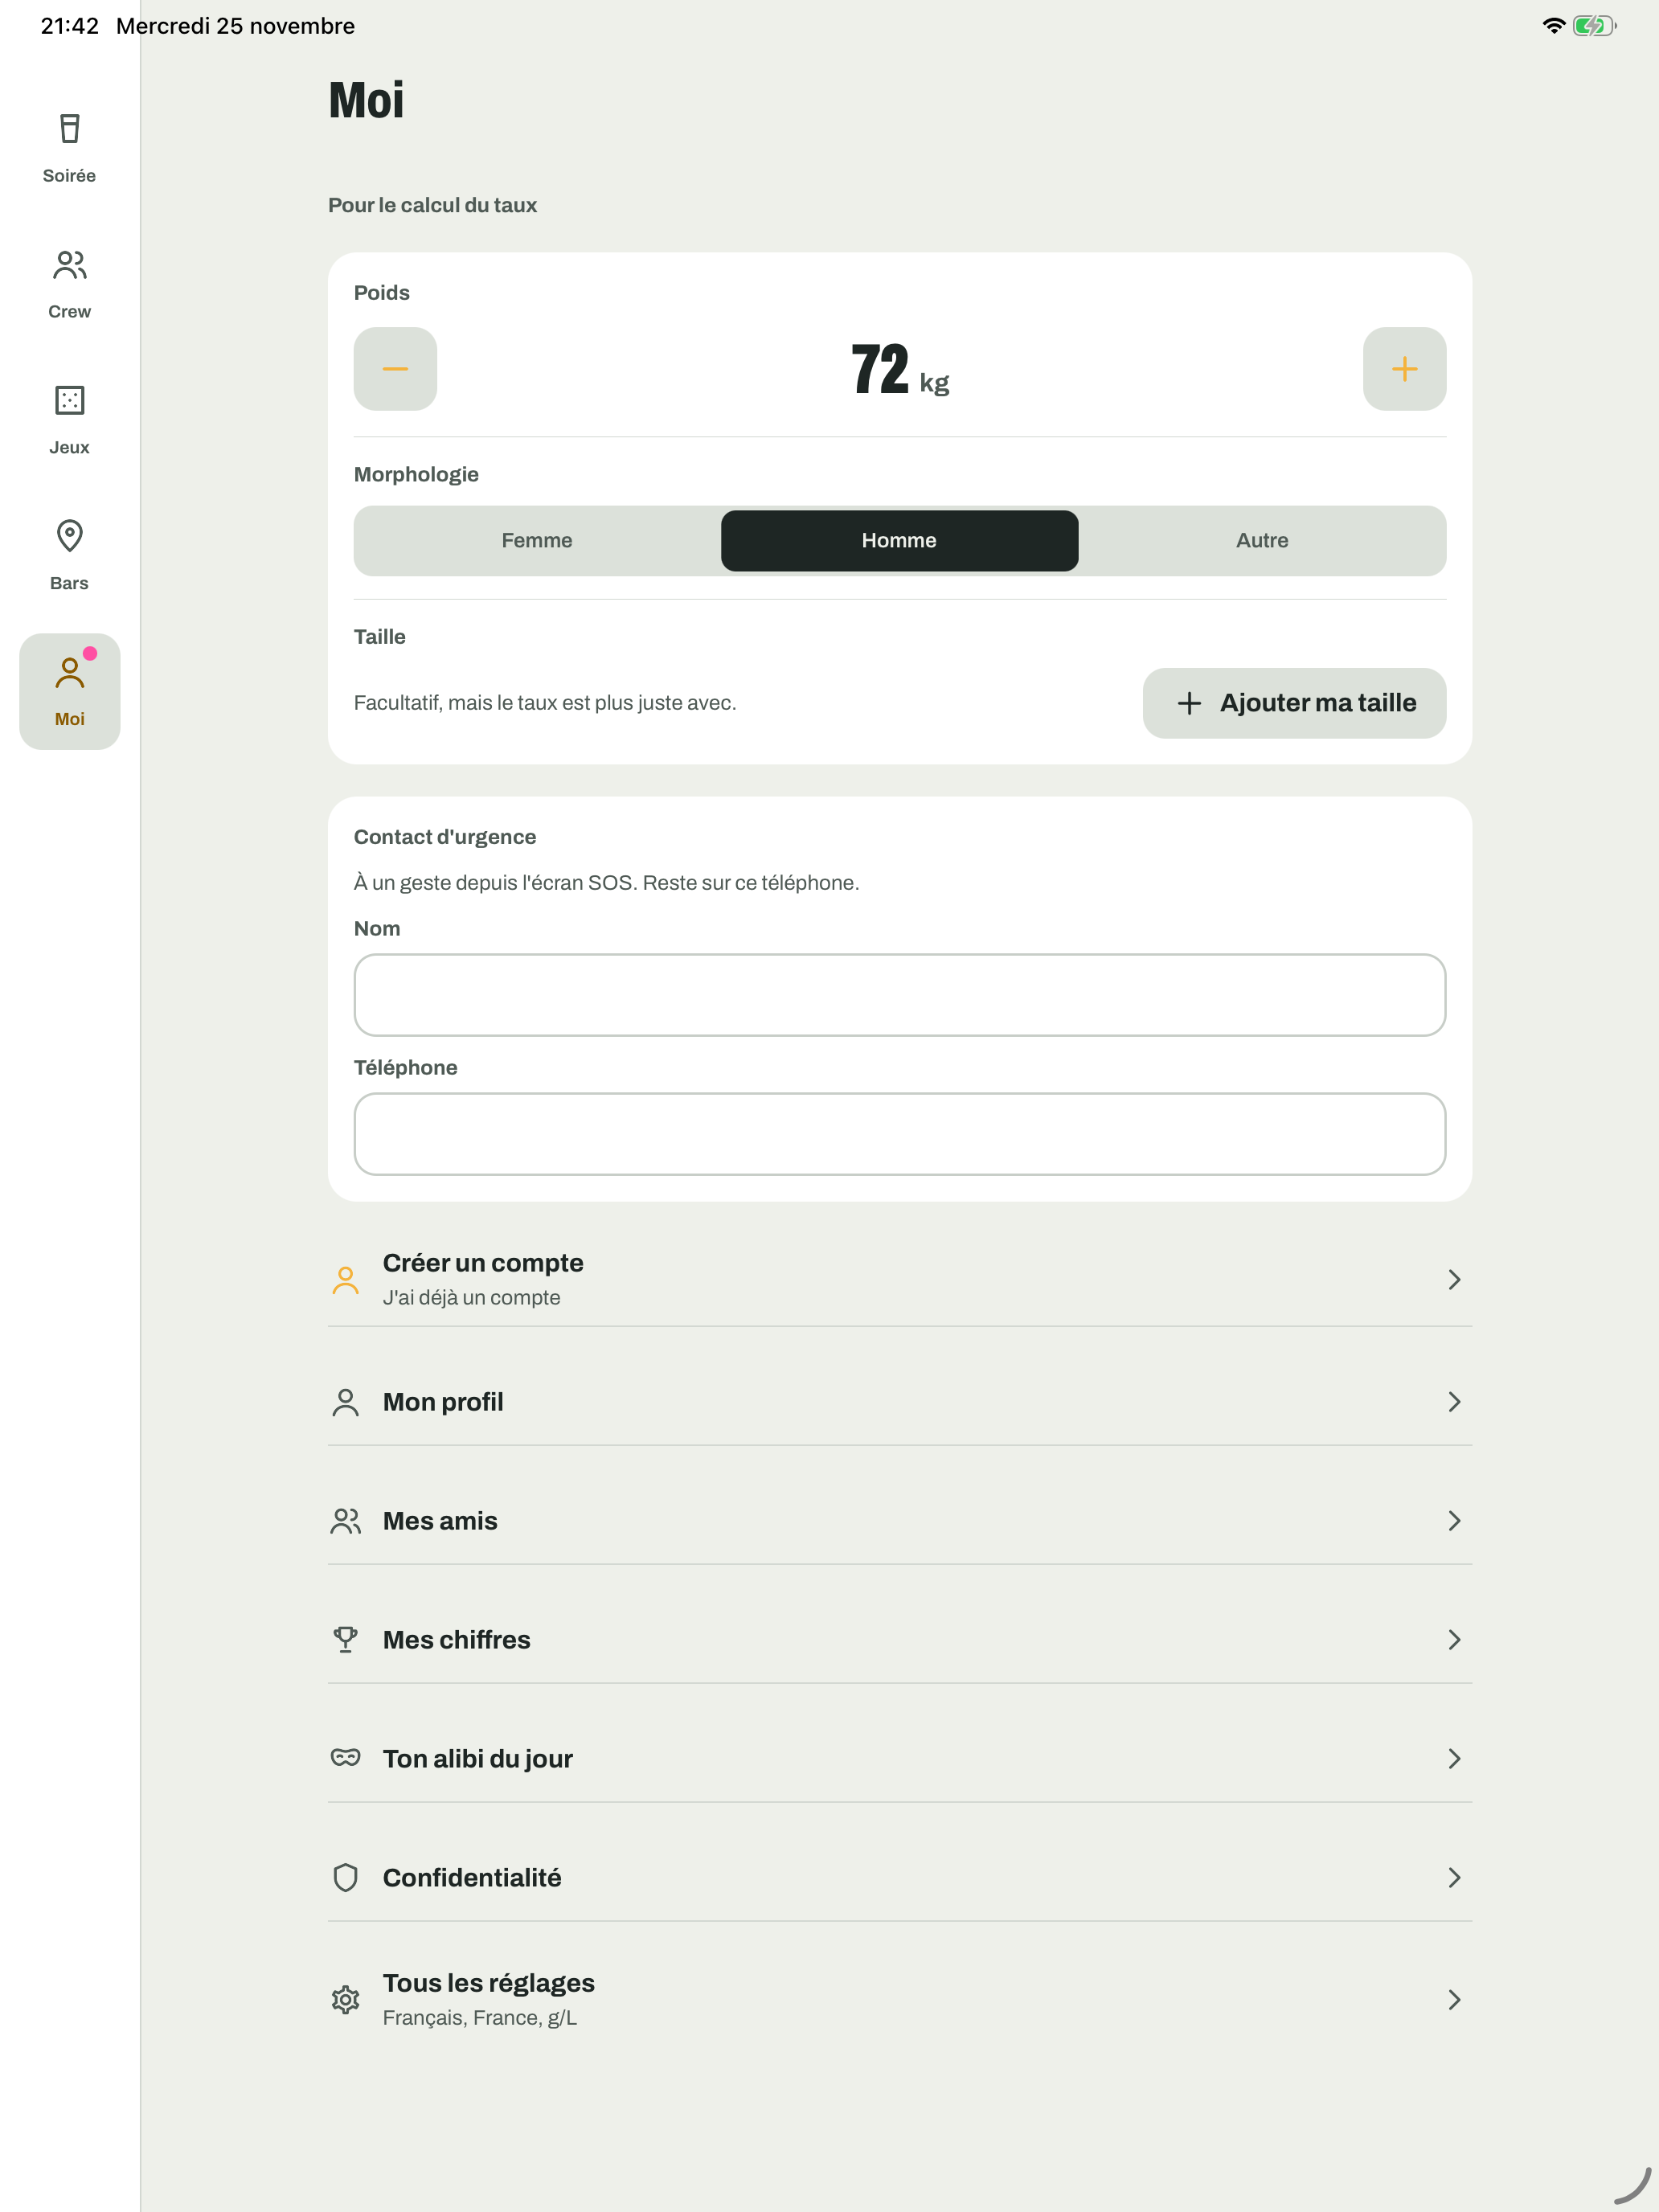 21:42 Mercredi 25 novembre
Soirée
Crew
Jeux
Bars
Moi
Moi
Pour le calcul du taux
Poids
72 kg
Morphologie
Femme Homme Autre
Taille
Facultatif, mais le taux est plus juste avec.
Ajouter ma taille
Contact d'urgence
À un geste depuis l'écran SOS. Reste sur ce téléphone.
Nom
Téléphone
Créer un compte
J'ai déjà un compte
Mon profil
Mes amis
Mes chiffres
Ton alibi du jour
Confidentialité
Tous les réglages
Français, France, g/L